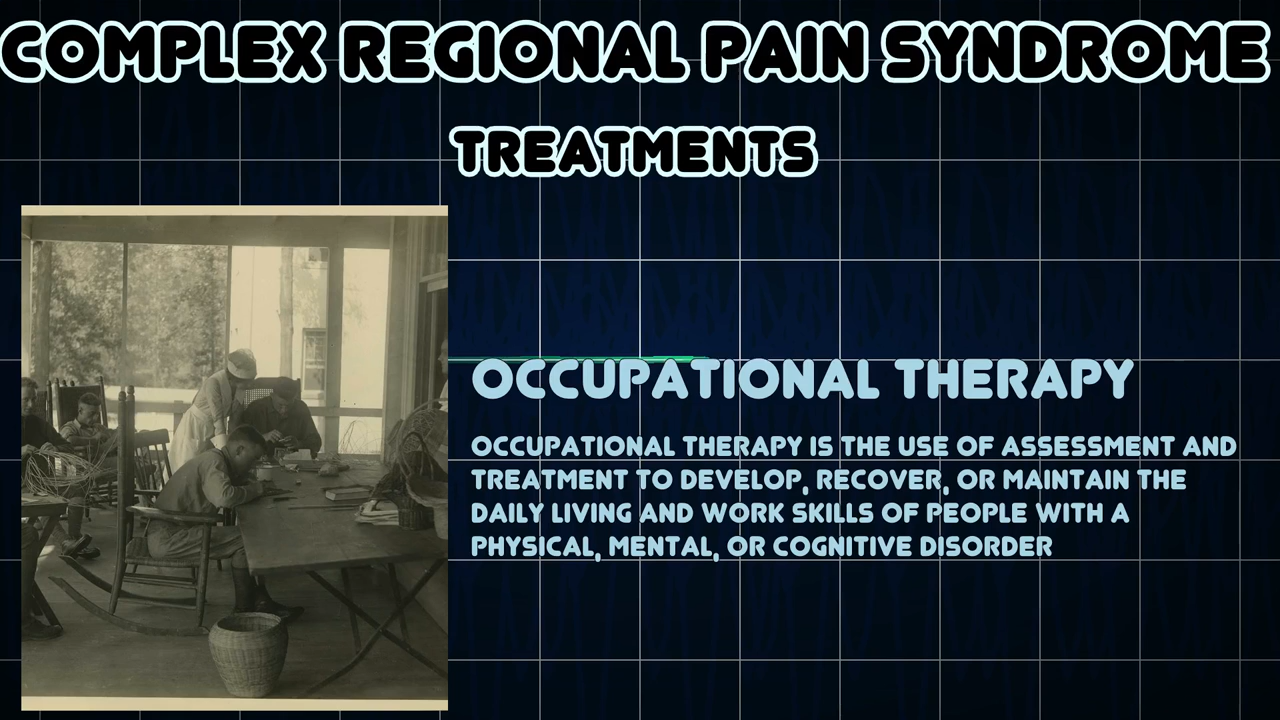 COMPLEX REGIONAL PAIN SYNDROME
TREATMENTS
OCCUPATIONAL THERAPY
OCCUPATIONAL THERAPY IS THE USE OF ASSESSMENT AND
TREATMENT TO DEVELOP, RECOVER, OR MAINTAIN THE
DAILY LIVING AND WORK SKILLS OF PEOPLE WITH A
PHYSICAL, MENTAL, OR COGNITIVE DISORDER